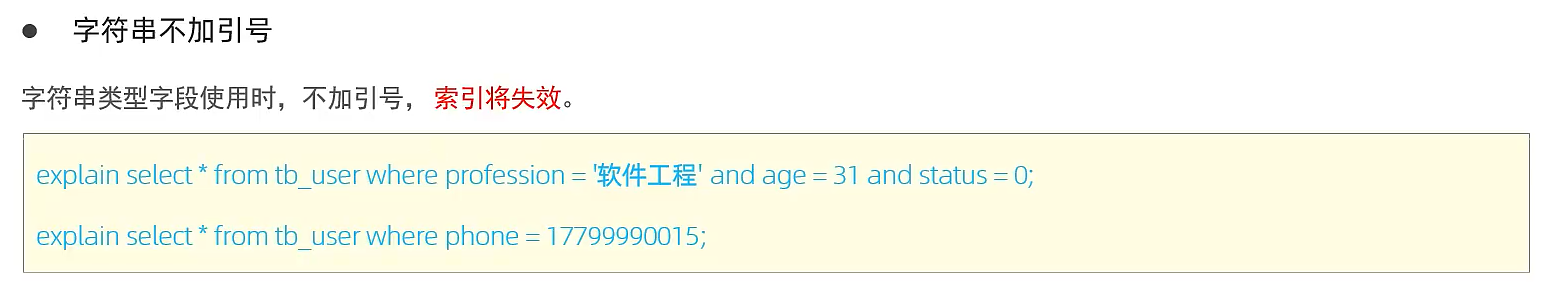 ● 字符串不加引号
字符串类型字段使用时，不加引号，索引将失效。
explain select * from tb_user where profession = '软件工程' and age = 31 and status = 0;
explain select * from tb_user where phone = 17799990015;